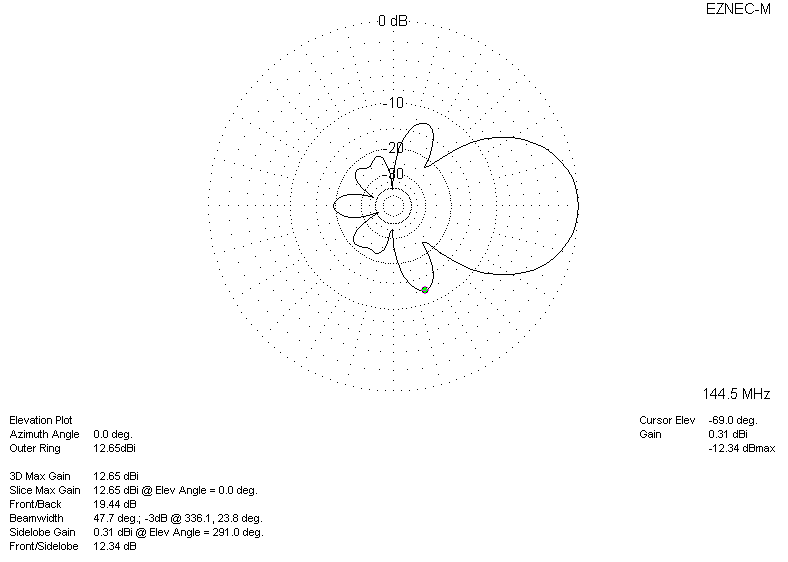 EZNEC-M
0 dB
-10
-20
-30
144.5 MHz
Elevation Plot
Azimuth Angle 0.0 deg.
Outer Ring 12.65dBi
Cursor Elev -69.0 deg.
Gain 0.31 dBi
-12.34 dBmax
3D Max Gain 12.65 dBi
Slice Max Gain 12.65 dBi @ Elev Angle = 0.0 deg.
Front/Back 19.44 dB
Beamwidth 47.7 deg.; -3dB @ 336.1, 23.8 deg.
Sidelobe Gain 0.31 dBi @ Elev Angle = 291.0 deg.
Front/Sidelobe 12.34 dB